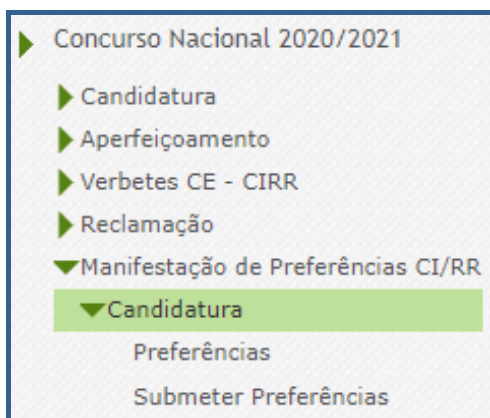 Concurso Nacional 2020/2021
Candidatura
Aperfeiçoamento
Verbetes CE - CIRR
Reclamação
Manifestação de Preferências CI/RR
Candidatura
Preferências
Submeter Preferências